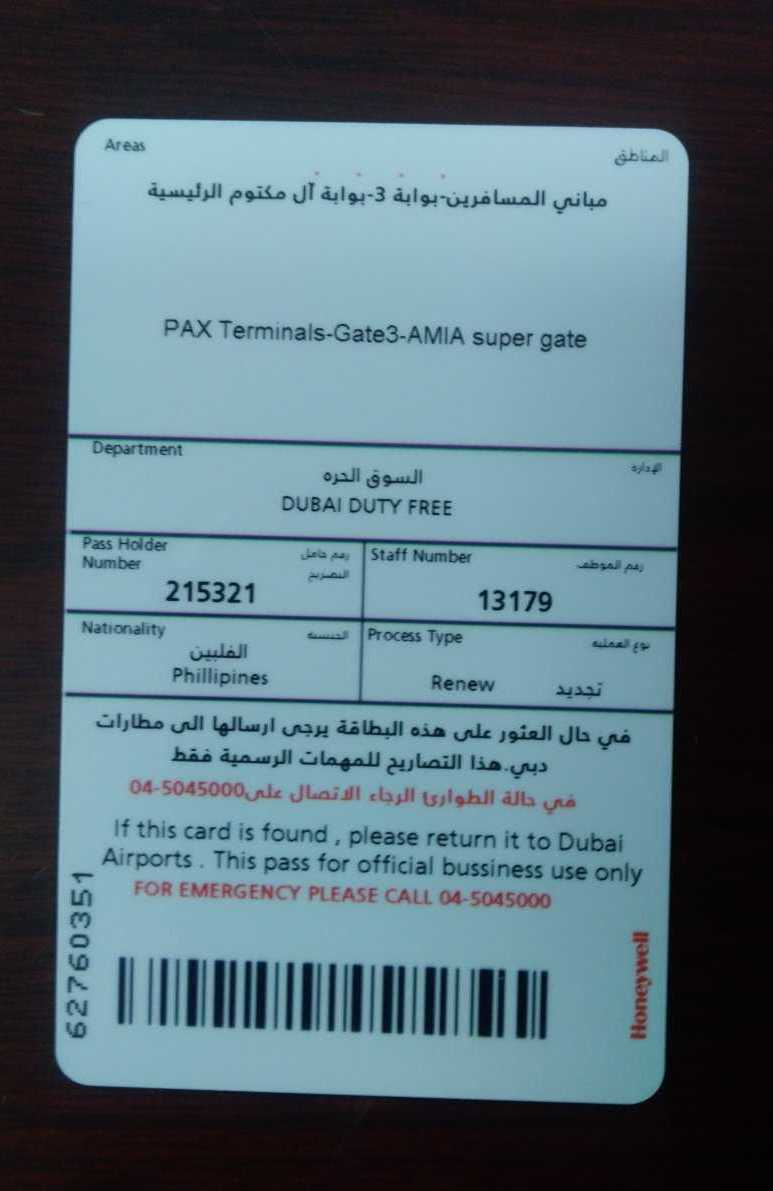 Areas المناطق
مباني المسافرين-بوابة 3-بوابة آل مكتوم الرئيسية
PAX Terminals-Gate3-AMIA super gate
Department الإدارة
السوق الحره
DUBAI DUTY FREE
Pass Holder Number رقم حامل التصريح
215321
Staff Number رقم الموظف
13179
Nationality الجنسية
الفلبين
Phillipines
Process Type نوع العملية
Renew تجديد
في حال العثور على هذه البطاقة يرجى ارسالها الى مطارات
دبي.هذا التصاريح للمهمات الرسمية فقط
في حالة الطوارئ الرجاء الاتصال على04-5045000
If this card is found , please return it to Dubai
Airports . This pass for official bussiness use only
FOR EMERGENCY PLEASE CALL 04-5045000
62760351
Honeywell